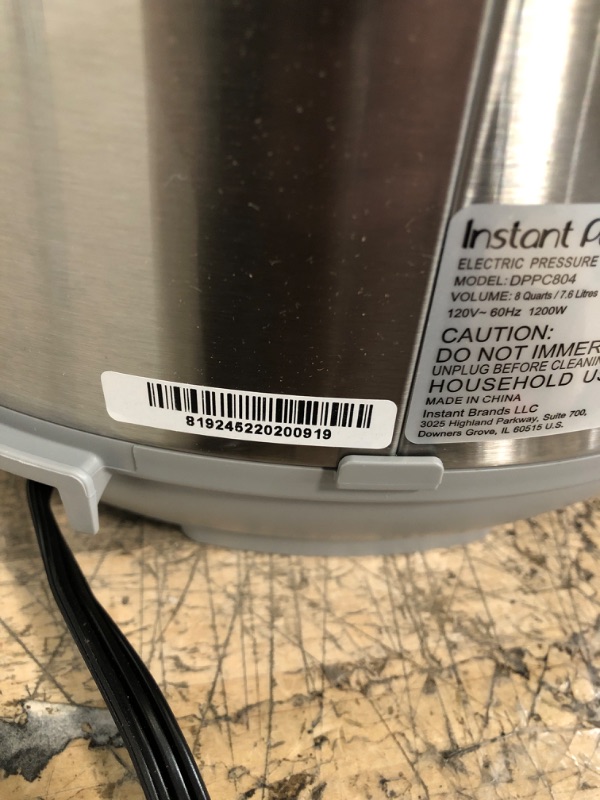 Instant
ELECTRIC PRESSURE
MODEL: DPPC804
VOLUME: 8 Quarts / 7.6 Litres
120V~ 60Hz 1200W
CAUTION:
DO NOT IMMER
UNPLUG BEFORE CLEANIN
HOUSEHOLD US
MADE IN CHINA
Instant Brands LLC
3025 Highland Parkway, Suite 700,
Downers Grove, IL 60515 U.S.
819246220200919